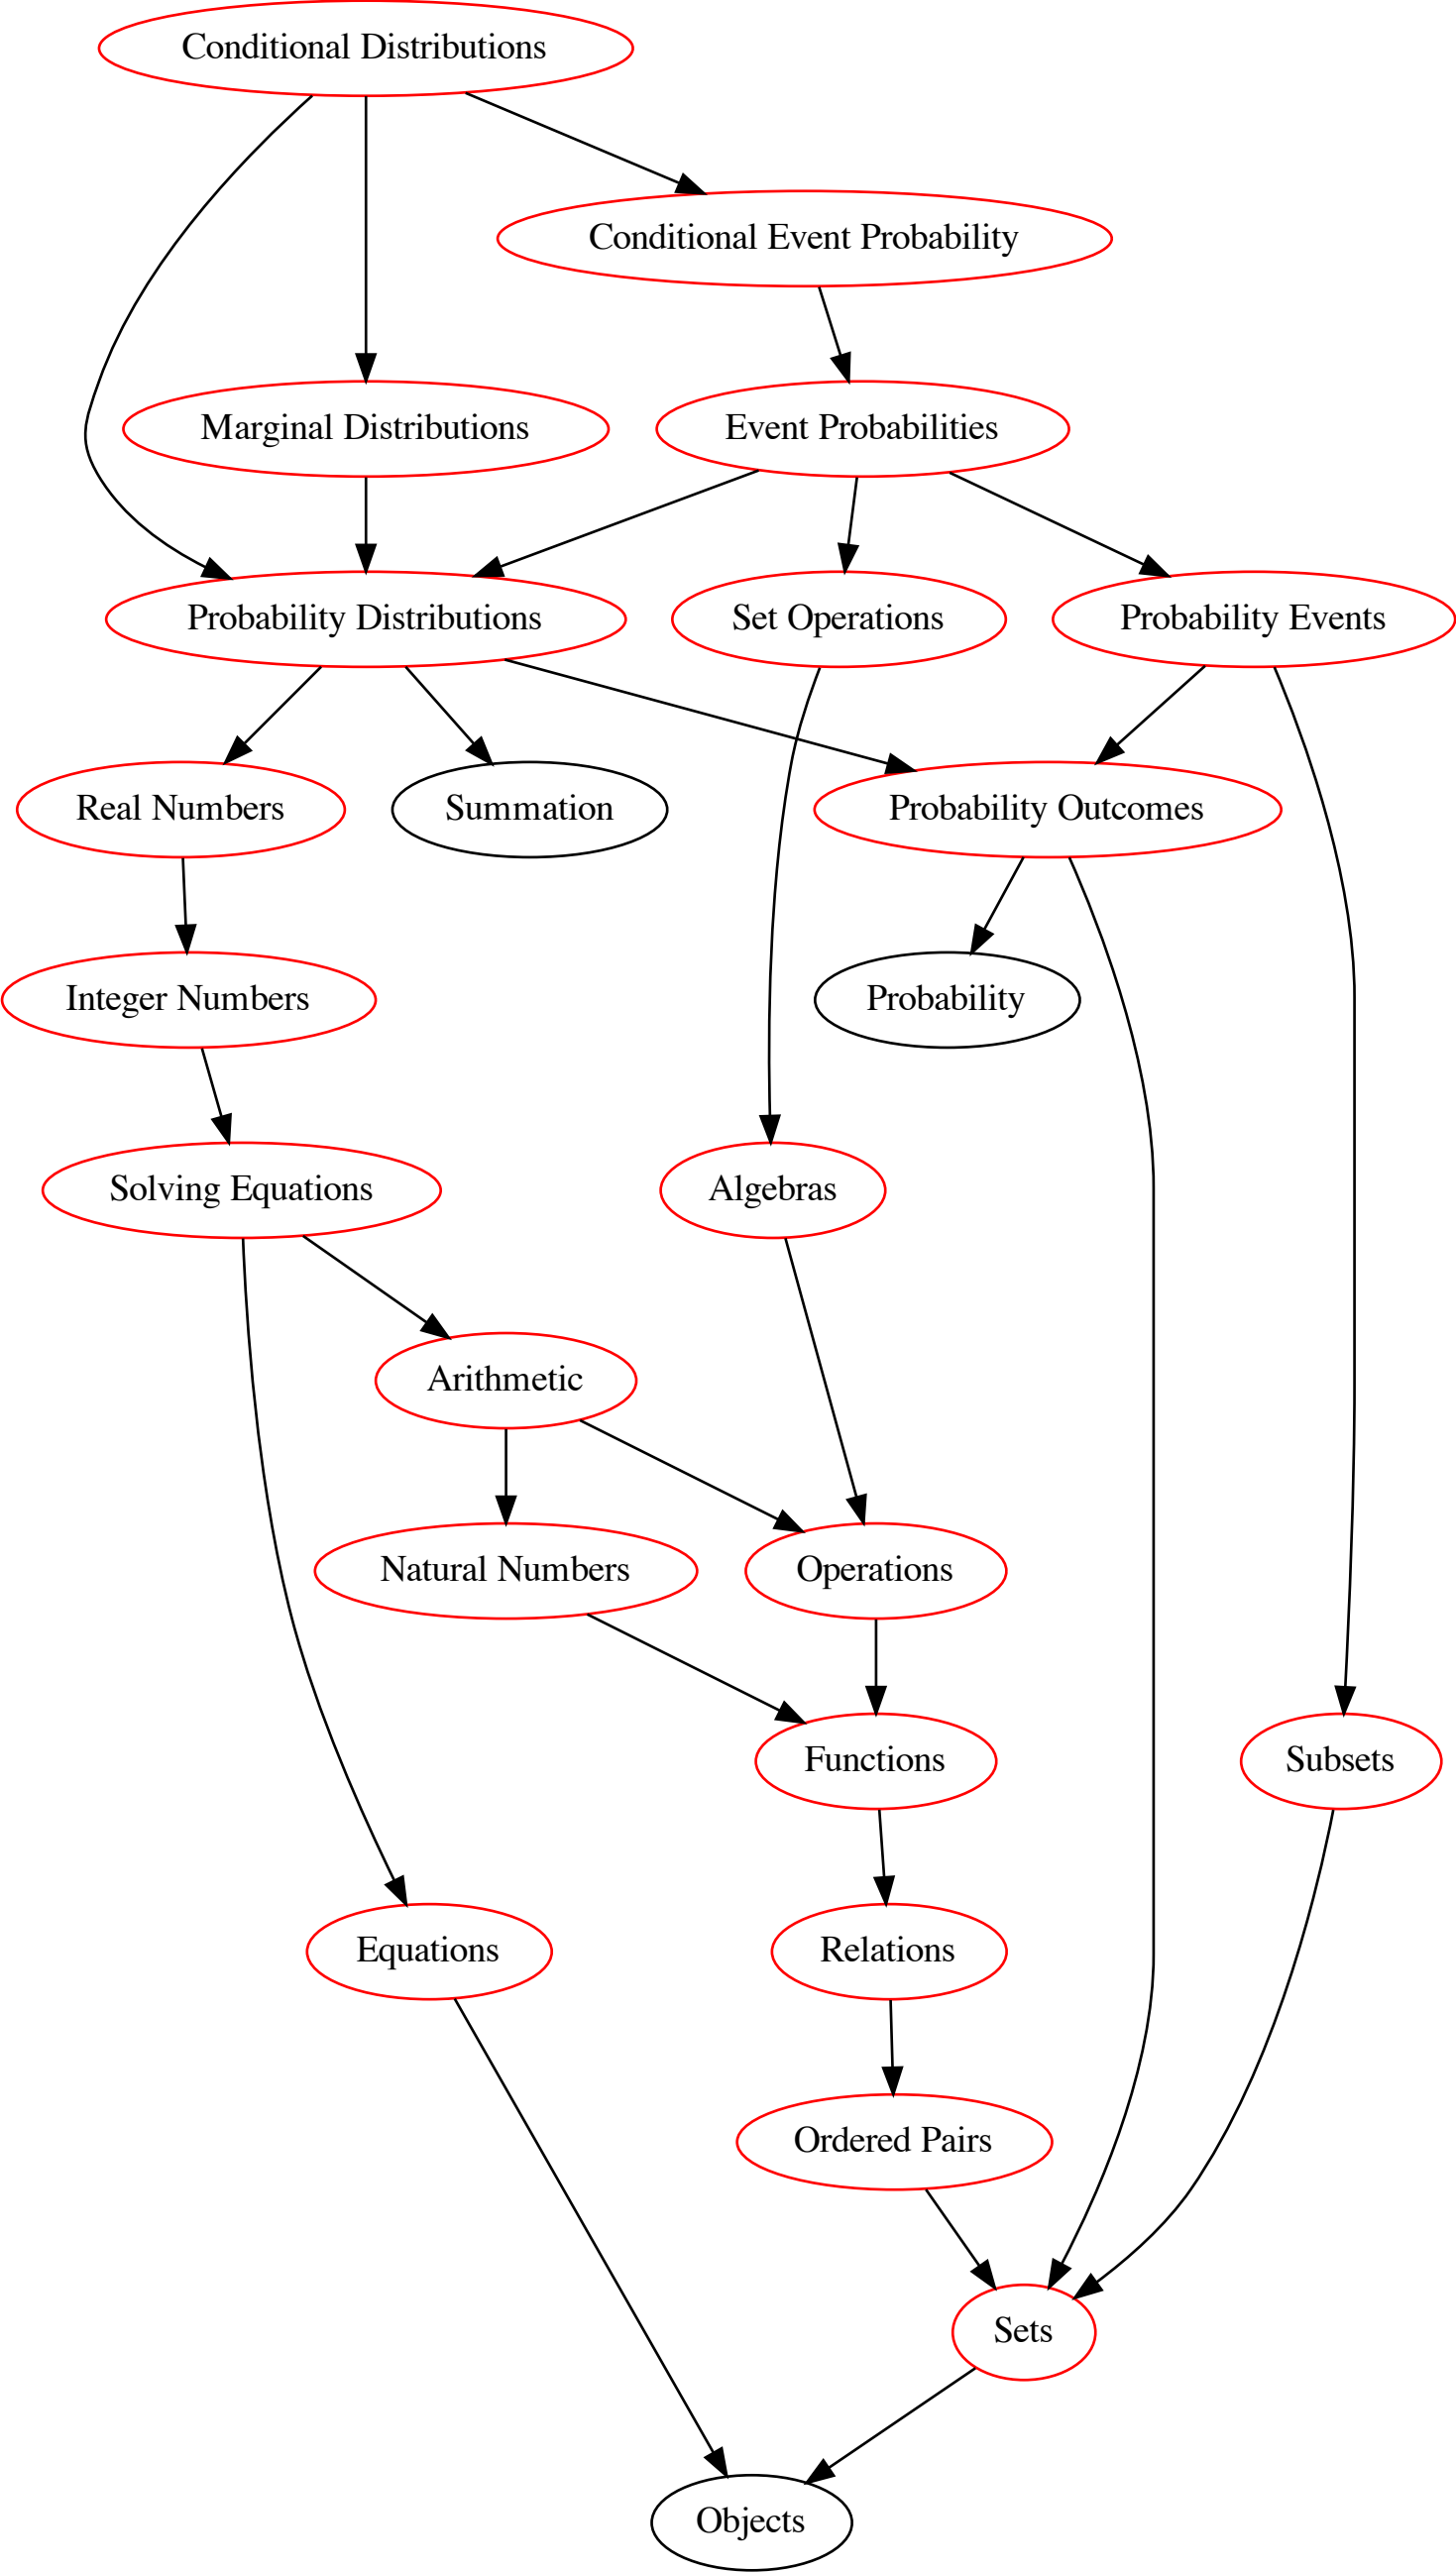 Conditional Distributions
Conditional Event Probability
Marginal Distributions
Event Probabilities
Probability Distributions
Set Operations
Probability Events
Real Numbers
Summation
Probability Outcomes
Integer Numbers
Probability
Solving Equations
Algebras
Arithmetic
Natural Numbers
Operations
Functions
Subsets
Equations
Relations
Ordered Pairs
Sets
Objects